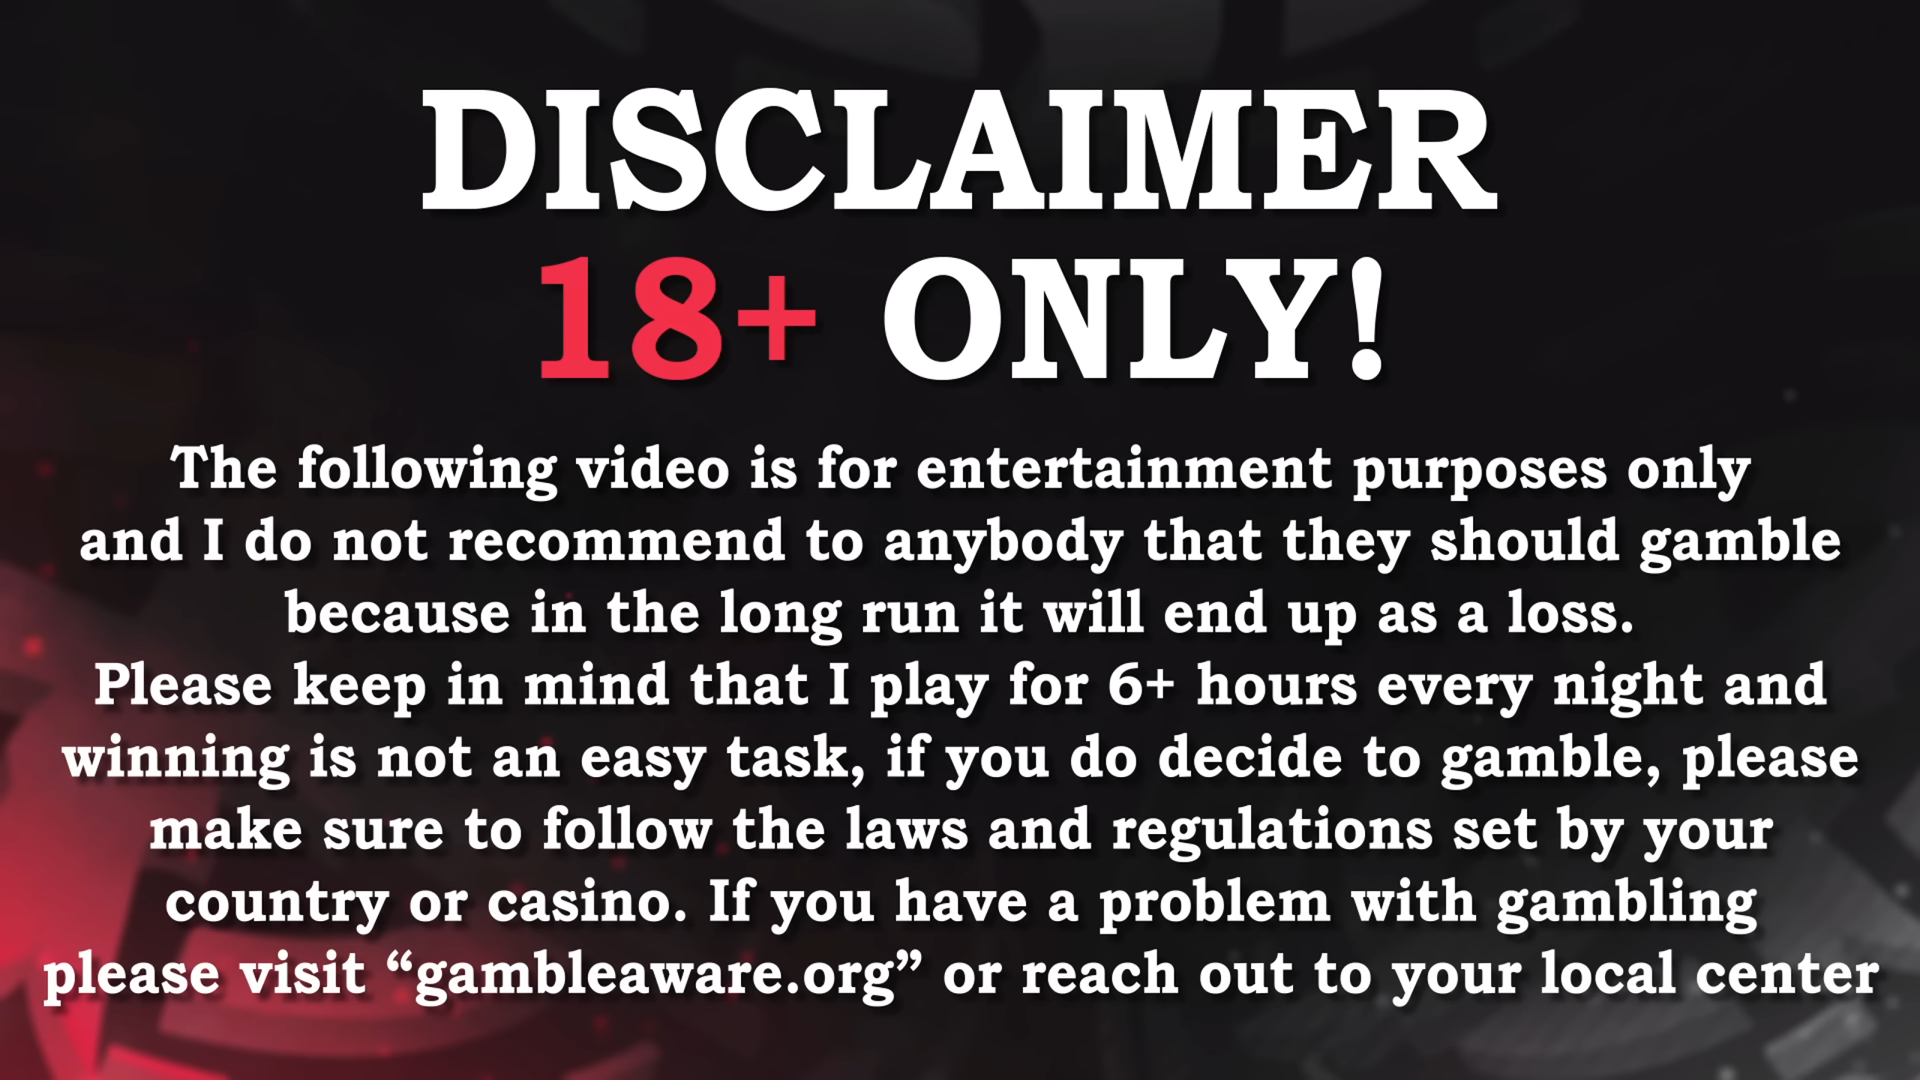 DISCLAIMER
18+ ONLY!
The following video is for entertainment purposes only
and I do not recommend to anybody that they should gamble
because in the long run it will end up as a loss.
Please keep in mind that I play for 6+ hours every night and
winning is not an easy task, if you do decide to gamble, please
make sure to follow the laws and regulations set by your
country or casino. If you have a problem with gambling
please visit “gambleaware.org” or reach out to your local center